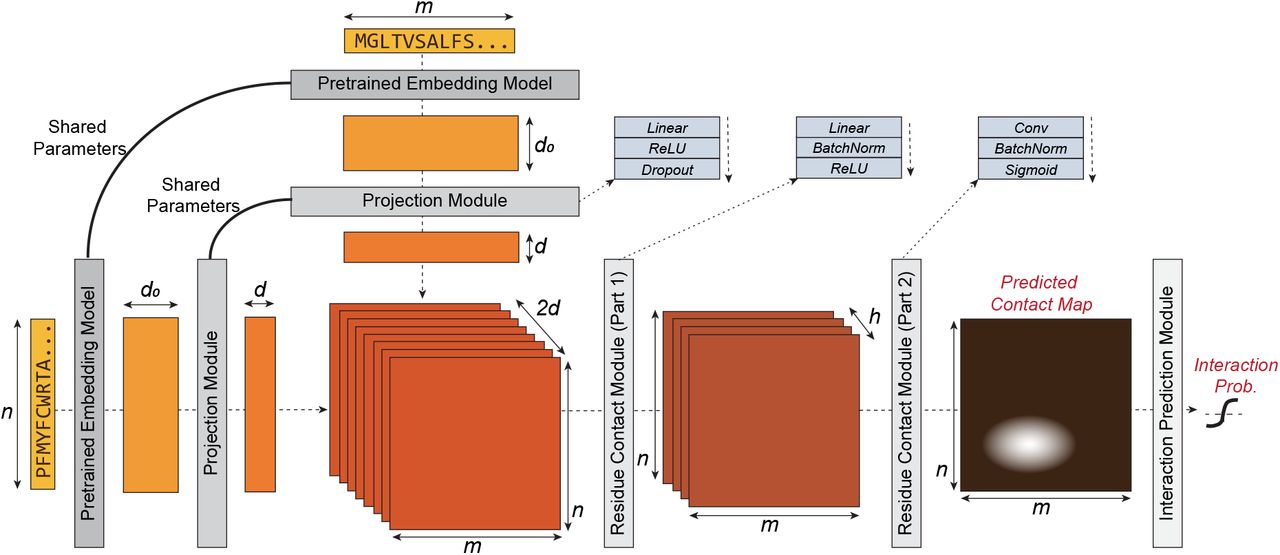 m
MGLTVSALFS...
Pretrained Embedding Model
Shared
Parameters
d₀
Linear
ReLU
Dropout
Linear
BatchNorm
ReLU
Conv
BatchNorm
Sigmoid
Shared
Parameters
Projection Module
d
n
PFMYFCWRTA...
Pretrained Embedding Model
d₀
Projection Module
d
2d
n
m
Residue Contact Module (Part 1)
h
n
m
Residue Contact Module (Part 2)
Predicted
Contact Map
n
m
Interaction Prediction Module
Interaction
Prob.